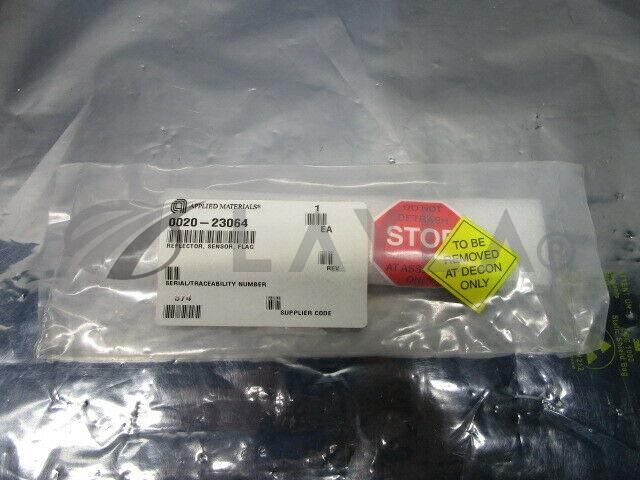 APPLIED MATERIALS®
1
0020-23064
EA
REFLECTOR, SENSOR, FLAG
REV.
SERIAL/TRACEABILITY NUMBER
574
SUPPLIER CODE
DO NOT
DETRASH
STOP
AT
ONLY
TO BE
REMOVED
AT DECON
ONLY